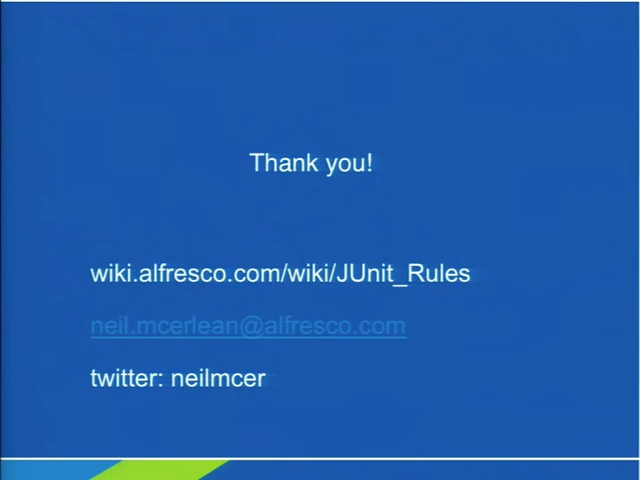 Thank you!
wiki.alfresco.com/wiki/JUnit_Rules
neil.mcerlean@alfresco.com
twitter: neilmcer